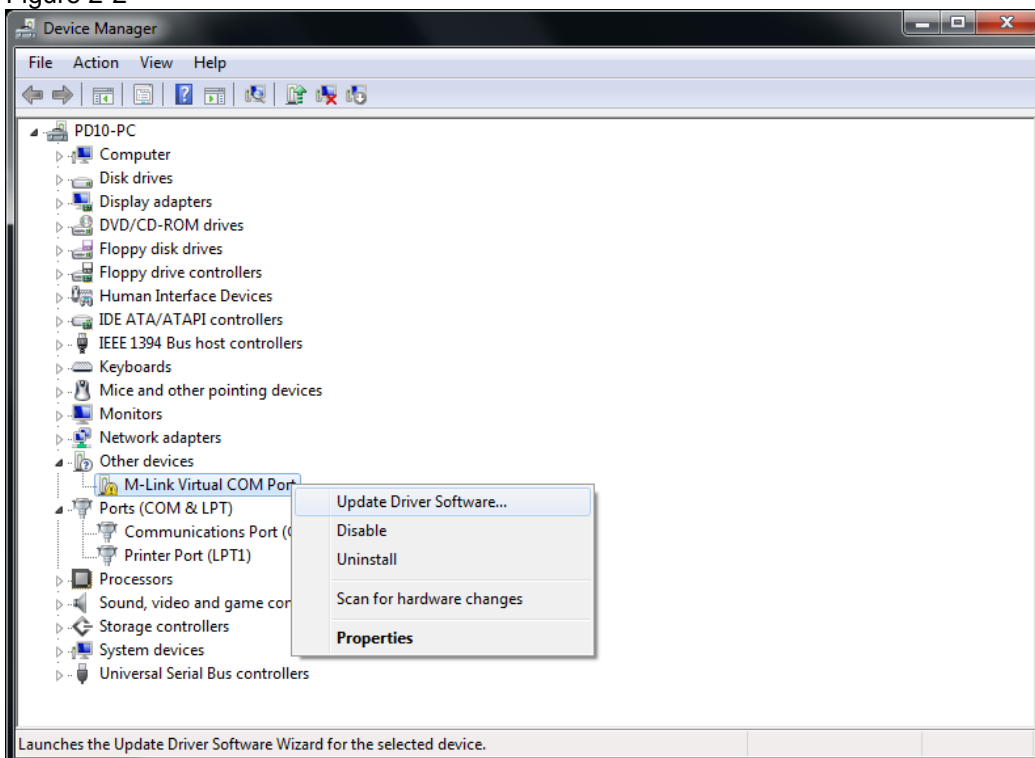 Figure 2-2
Device Manager
File Action View Help
PD10-PC
Computer
Disk drives
Display adapters
DVD/CD-ROM drives
Floppy disk drives
Floppy drive controllers
Human Interface Devices
IDE ATA/ATAPI controllers
IEEE 1394 Bus host controllers
Keyboards
Mice and other pointing devices
Monitors
Network adapters
Other devices
M-Link Virtual COM Port
Ports (COM & LPT)
Communications Port (
Printer Port (LPT1)
Processors
Sound, video and game con
Storage controllers
System devices
Universal Serial Bus controllers
Update Driver Software...
Disable
Uninstall
Scan for hardware changes
Properties
Launches the Update Driver Software Wizard for the selected device.